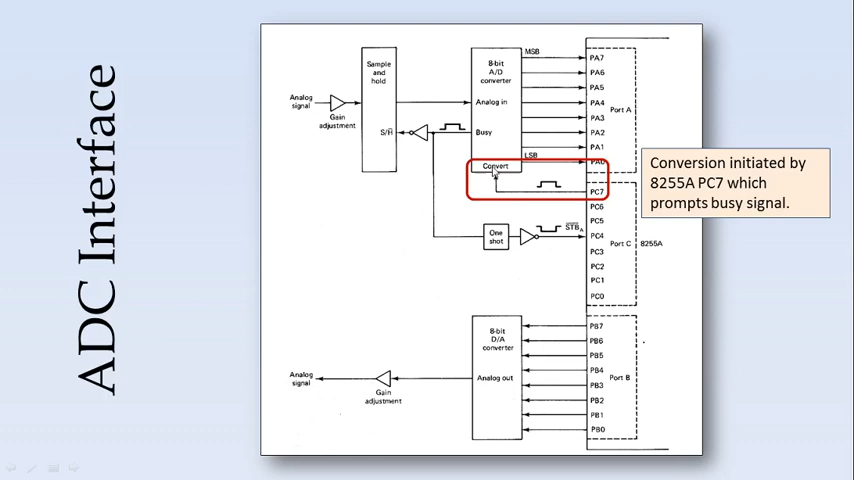 ADC Interface
Analog
signal
Gain
adjustment
Sample
and
hold
S/H̅
8-bit
A/D
converter
Analog in
Busy
Convert
MSB
LSB
PA7
PA6
PA5
PA4
PA3
PA2
PA1
PA0
Port A
PC7
PC6
PC5
PC4
PC3
PC2
PC1
PC0
Port C
8255A
One
shot
S̅T̅B̅A
Conversion initiated by
8255A PC7 which
prompts busy signal.
8-bit
D/A
converter
Analog out
PB7
PB6
PB5
PB4
PB3
PB2
PB1
PB0
Port B
Analog
signal
Gain
adjustment